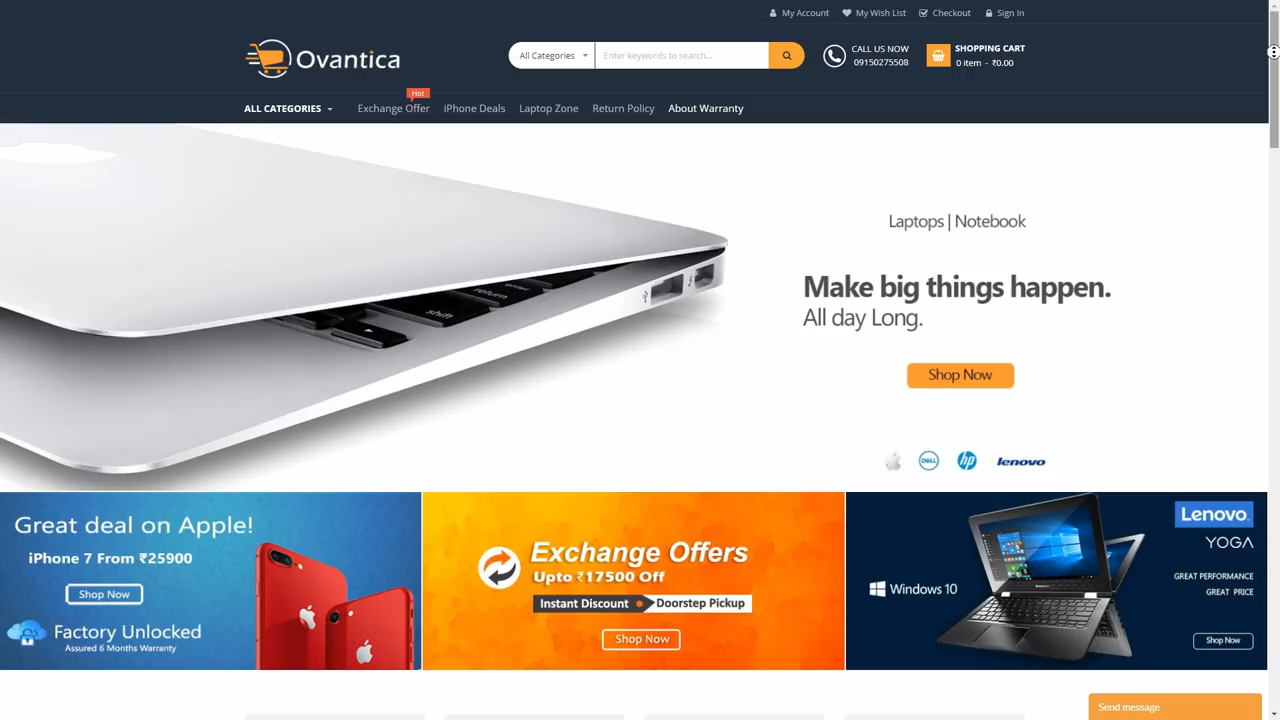 My Account My Wish List Checkout Sign In
Ovantica
All Categories Enter keywords to search....
CALL US NOW
09150275508
SHOPPING CART
0 item - ₹0.00
Hot
ALL CATEGORIES Exchange Offer iPhone Deals Laptop Zone Return Policy About Warranty
Laptops | Notebook
Make big things happen.
All day Long.
Shop Now
enter
return
shift
DELL hp lenovo
Great deal on Apple!
iPhone 7 From ₹25900
Shop Now
Factory Unlocked
Assured 6 Months Warranty
Exchange Offers
Upto ₹17500 Off
Instant Discount Doorstep Pickup
Shop Now
Lenovo
YOGA
Windows 10
GREAT PERFORMANCE
GREAT PRICE
Shop Now
Send message